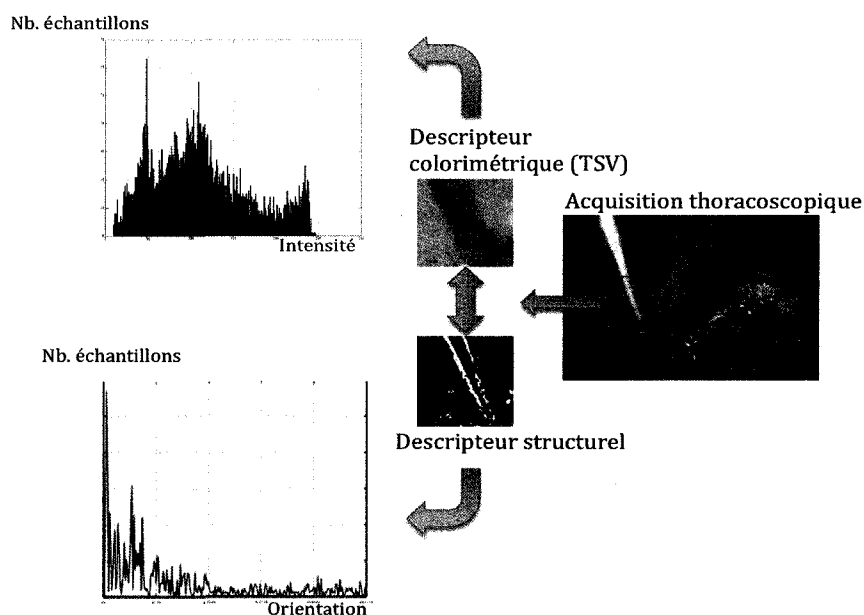 Nb. échantillons
Intensité
Descripteur
colorimétrique (TSV)
Acquisition thoracoscopique
Nb. échantillons
Descripteur structurel
Orientation